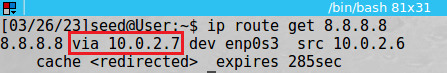 /bin/bash 81x31
[03/26/23]seed@User:~$ ip route get 8.8.8.8
8.8.8.8 via 10.0.2.7 dev enp0s3  src 10.0.2.6
    cache <redirected>  expires 285sec